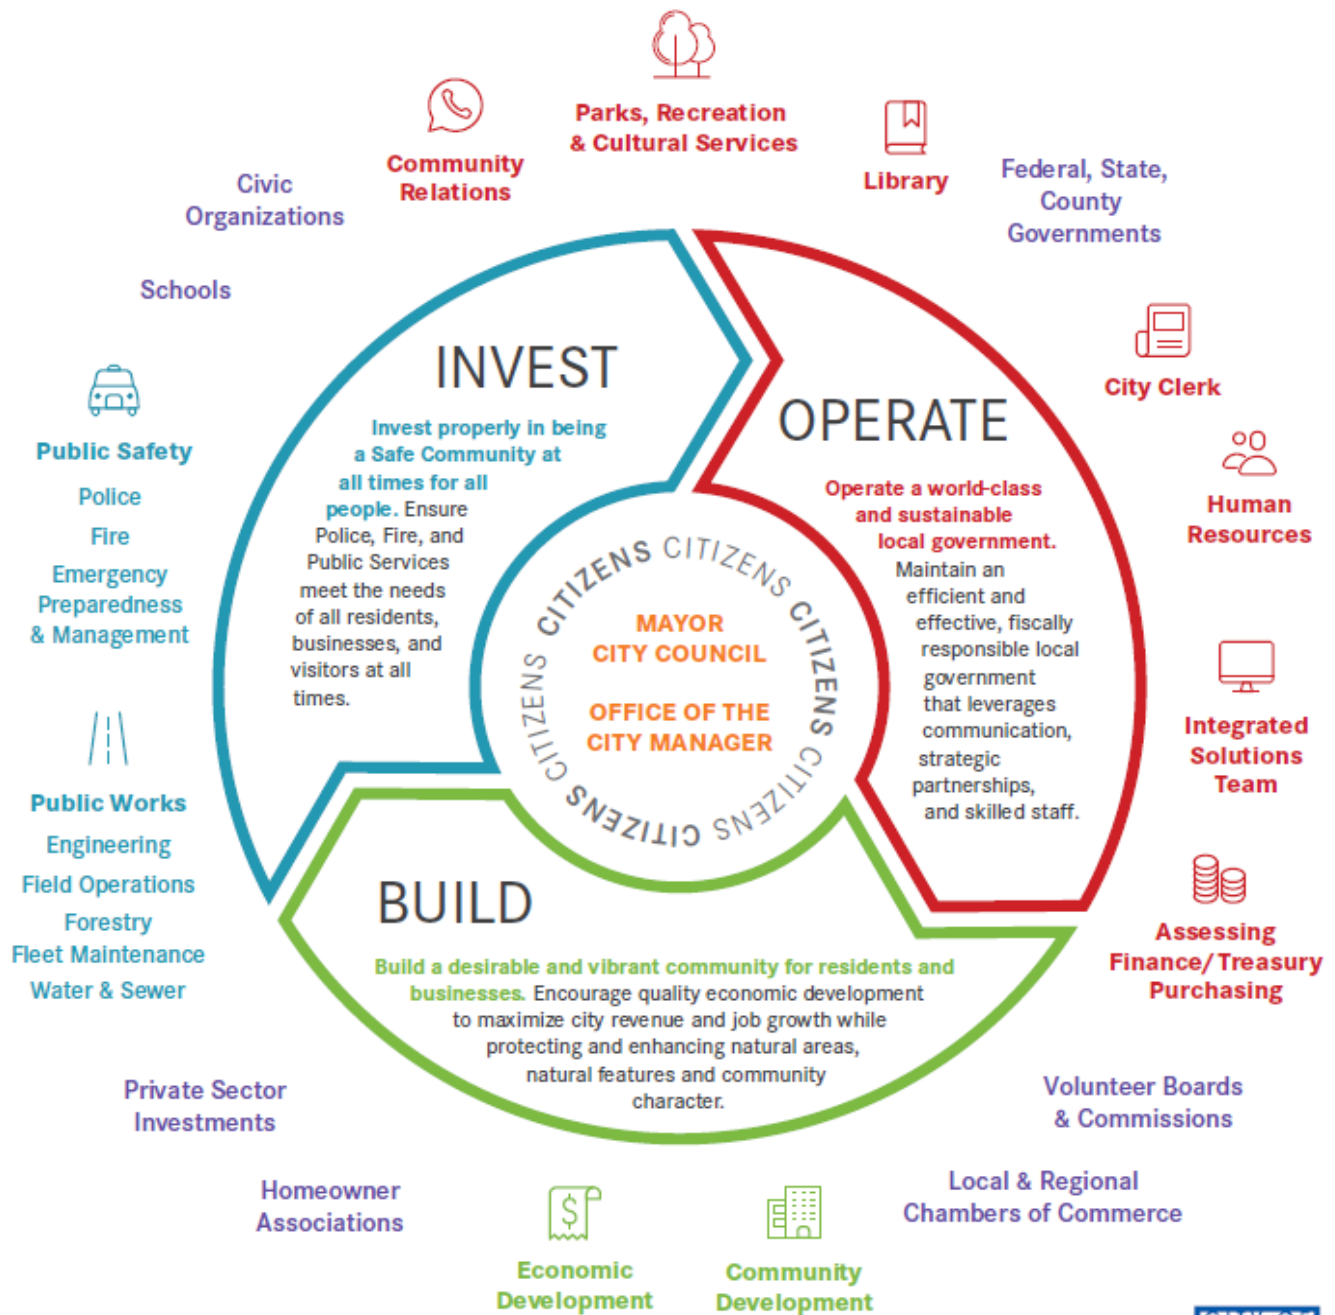 Parks, Recreation
& Cultural Services
Community
Relations
Library
Federal, State,
County
Governments
Civic
Organizations
Schools
City Clerk
Human
Resources
Integrated
Solutions
Team
Assessing
Finance/Treasury
Purchasing
Public Safety
Police
Fire
Emergency
Preparedness
& Management
Public Works
Engineering
Field Operations
Forestry
Fleet Maintenance
Water & Sewer
INVEST
Invest properly in being
a Safe Community at
all times for all
people. Ensure
Police, Fire, and
Public Services
meet the needs
of all residents,
businesses, and
visitors at all
times.
OPERATE
Operate a world-class
and sustainable
local government.
Maintain an
efficient and
effective, fiscally
responsible local
government
that leverages
communication,
strategic
partnerships,
and skilled staff.
CITIZENS CITIZENS CITIZENS CITIZENS CITIZENS CITIZENS
MAYOR
CITY COUNCIL
OFFICE OF THE
CITY MANAGER
BUILD
Build a desirable and vibrant community for residents and
businesses. Encourage quality economic development
to maximize city revenue and job growth while
protecting and enhancing natural areas,
natural features and community
character.
Private Sector
Investments
Homeowner
Associations
Economic
Development
Community
Development
Volunteer Boards
& Commissions
Local & Regional
Chambers of Commerce